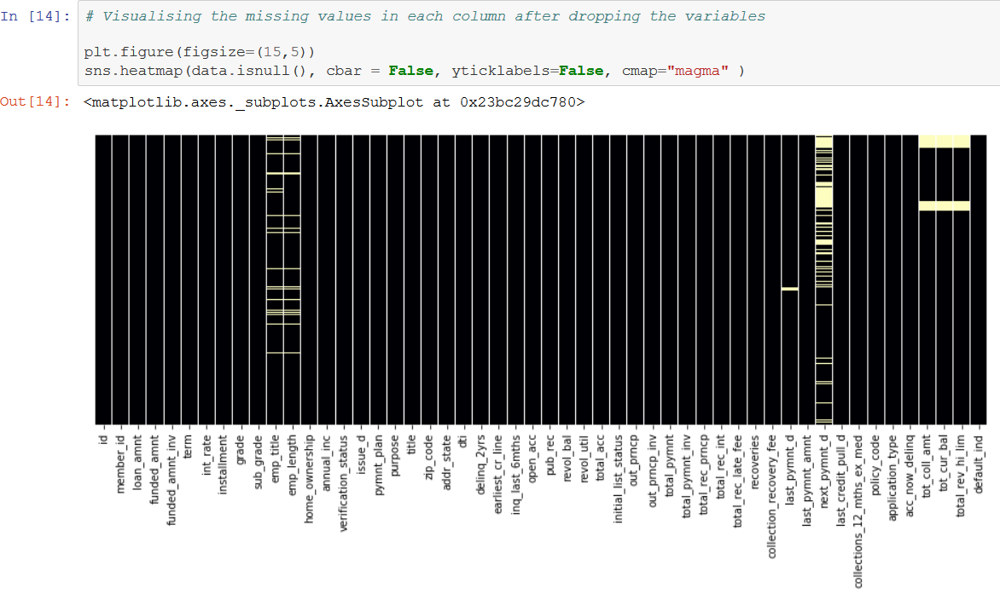 In [14]: # Visualising the missing values in each column after dropping the variables
plt.figure(figsize=(15,5))
sns.heatmap(data.isnull(), cbar = False, yticklabels=False, cmap="magma" )
Out[14]: <matplotlib.axes._subplots.AxesSubplot at 0x23bc29dc780>
id
member_id
loan_amnt
funded_amnt
funded_amnt_inv
term
int_rate
installment
grade
sub_grade
emp_title
emp_length
home_ownership
annual_inc
verification_status
issue_d
pymnt_plan
purpose
title
zip_code
addr_state
dti
delinq_2yrs
earliest_cr_line
inq_last_6mths
open_acc
pub_rec
revol_bal
revol_util
total_acc
initial_list_status
out_prncp
out_prncp_inv
total_pymnt
total_pymnt_inv
total_rec_prncp
total_rec_int
total_rec_late_fee
recoveries
collection_recovery_fee
last_pymnt_d
last_pymnt_amnt
next_pymnt_d
last_credit_pull_d
collections_12_mths_ex_med
policy_code
application_type
acc_now_delinq
tot_coll_amt
tot_cur_bal
total_rev_hi_lim
default_ind